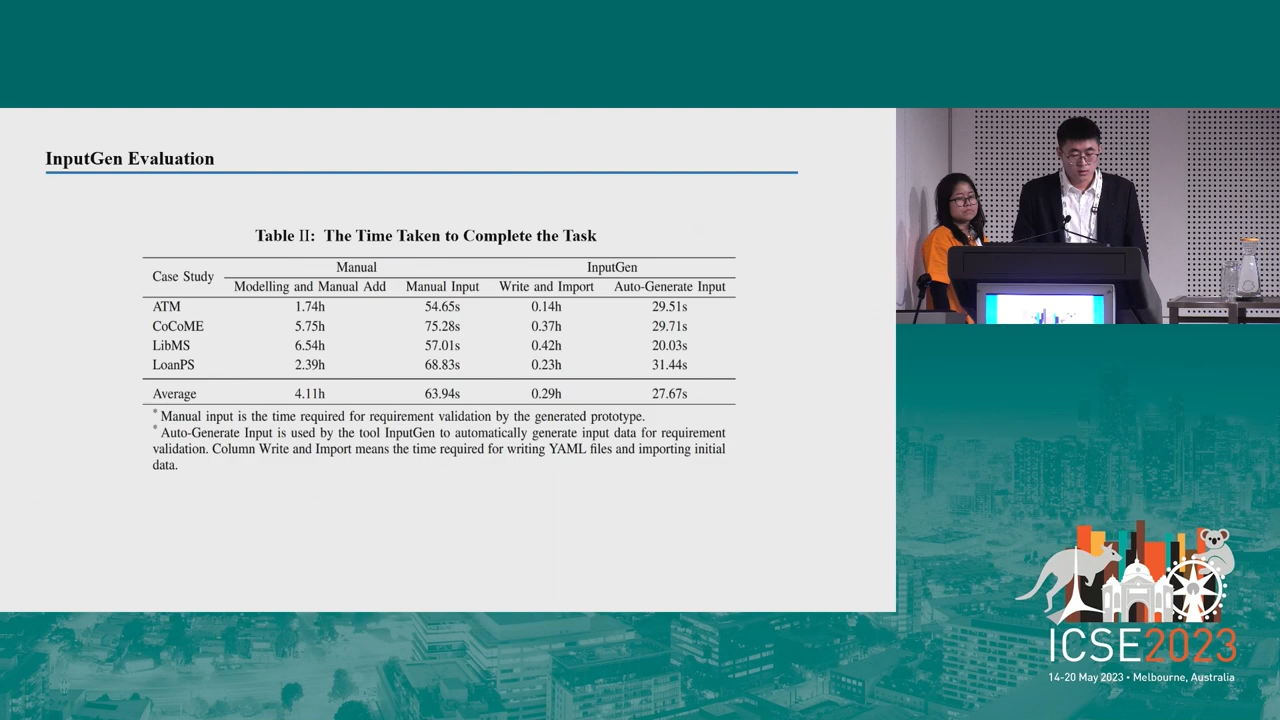 InputGen Evaluation
Table II: The Time Taken to Complete the Task
Case Study Manual InputGen
Modelling and Manual Add Manual Input Write and Import Auto-Generate Input
ATM 1.74h 54.65s 0.14h 29.51s
CoCoME 5.75h 75.28s 0.37h 29.71s
LibMS 6.54h 57.01s 0.42h 20.03s
LoanPS 2.39h 68.83s 0.23h 31.44s
Average 4.11h 63.94s 0.29h 27.67s
* Manual input is the time required for requirement validation by the generated prototype.
* Auto-Generate Input is used by the tool InputGen to automatically generate input data for requirement
validation. Column Write and Import means the time required for writing YAML files and importing initial
data.
ICSE2023
14-20 May 2023 • Melbourne, Australia